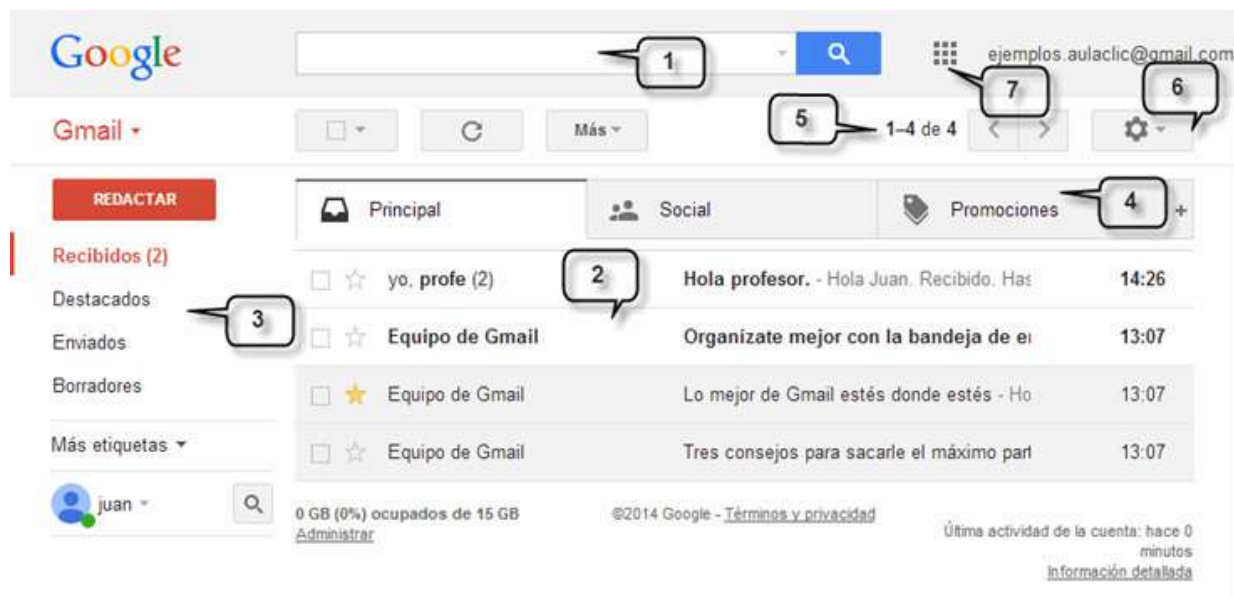 Google
1
7
ejemplos.aulaclic@gmail.com
6
Gmail
Más
5
1–4 de 4
REDACTAR
Principal
Social
Promociones
4
+
Recibidos (2)
Destacados
3
Enviados
Borradores
Más etiquetas
juan
yo, profe (2)
2
Hola profesor. - Hola Juan. Recibido. Has
14:26
Equipo de Gmail
Organízate mejor con la bandeja de
13:07
Equipo de Gmail
Lo mejor de Gmail estés donde estés - Ho
13:07
Equipo de Gmail
Tres consejos para sacarle el máximo part
13:07
0 GB (0%) ocupados de 15 GB
Administrar
©2014 Google - Términos y privacidad
Última actividad de la cuenta: hace 0
minutos
Información detallada